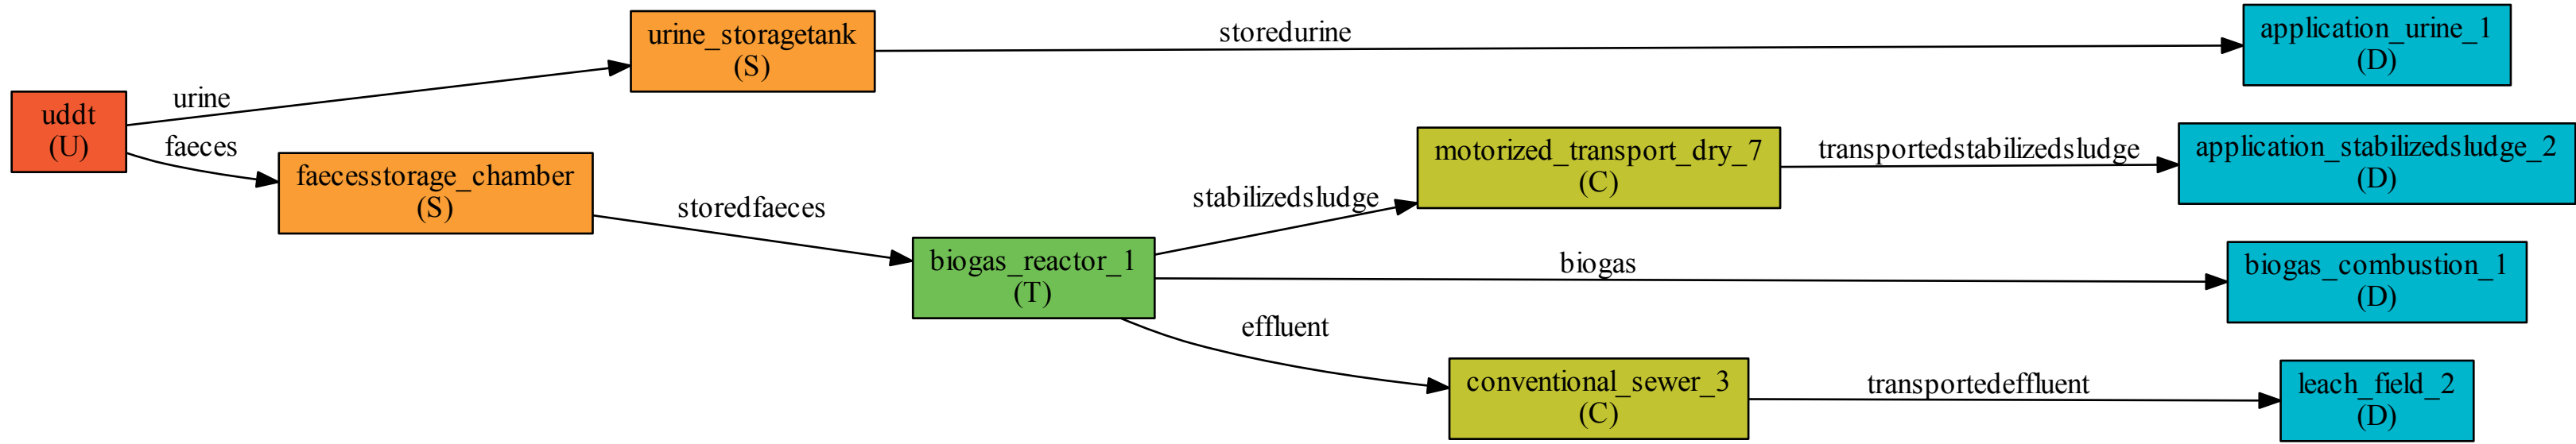 uddt
(U)
urine
faeces
urine_storagetank
(S)
storedurine
application_urine_1
(D)
faecesstorage_chamber
(S)
storedfaeces
biogas_reactor_1
(T)
stabilizedsludge
motorized_transport_dry_7
(C)
transportedstabilizedsludge
application_stabilizedsludge_2
(D)
biogas
biogas_combustion_1
(D)
effluent
conventional_sewer_3
(C)
transportedeffluent
leach_field_2
(D)